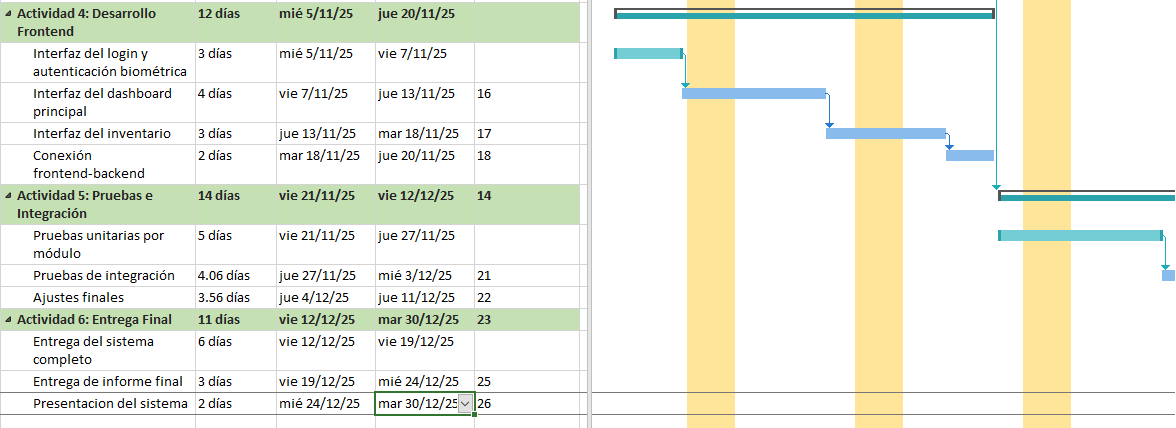 Actividad 4: Desarrollo Frontend 12 días mié 5/11/25 jue 20/11/25
Interfaz del login y autenticación biométrica 3 días mié 5/11/25 vie 7/11/25
Interfaz del dashboard principal 4 días vie 7/11/25 jue 13/11/25 16
Interfaz del inventario 3 días jue 13/11/25 mar 18/11/25 17
Conexión frontend-backend 2 días mar 18/11/25 jue 20/11/25 18
Actividad 5: Pruebas e Integración 14 días vie 21/11/25 vie 12/12/25 14
Pruebas unitarias por módulo 5 días vie 21/11/25 jue 27/11/25
Pruebas de integración 4.06 días jue 27/11/25 mié 3/12/25 21
Ajustes finales 3.56 días jue 4/12/25 jue 11/12/25 22
Actividad 6: Entrega Final 11 días vie 12/12/25 mar 30/12/25 23
Entrega del sistema completo 6 días vie 12/12/25 vie 19/12/25
Entrega de informe final 3 días vie 19/12/25 mié 24/12/25 25
Presentacion del sistema 2 días mié 24/12/25 mar 30/12/25 26